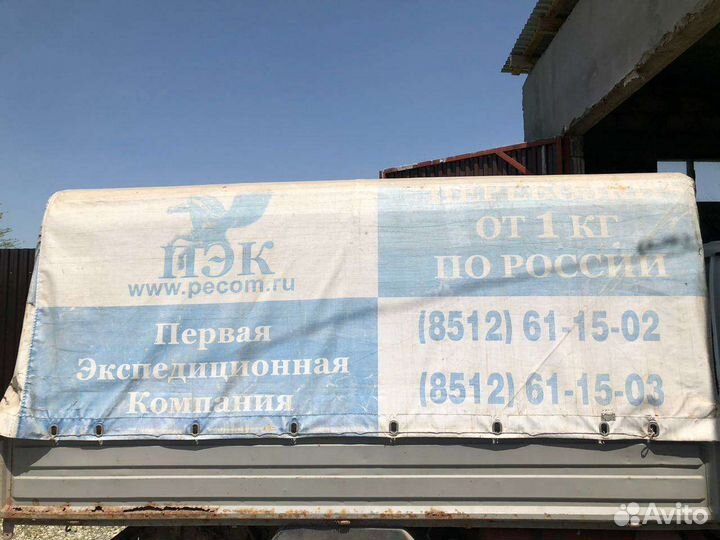 ПЭК
www.pecom.ru
Первая
Экспедиционная
Компания
ОТ 1 КГ
ПО РОССИИ
(8512) 61-15-02
(8512) 61-15-03
Avito